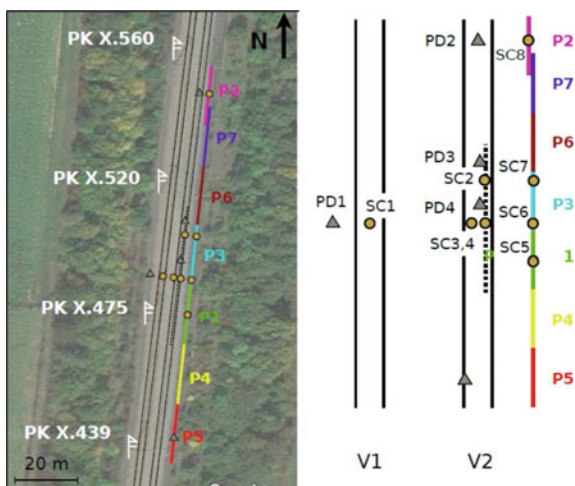 PK X.560
N
P2
P7
PK X.520
P6
P3
PK X.475
P1
P4
PK X.439
P5
20 m
PD2
SC8
P2
P7
P6
PD3
SC7
SC2
PD1
SC1
PD4
SC6
P3
SC3,4
SC5
P
1
P4
P5
V1
V2